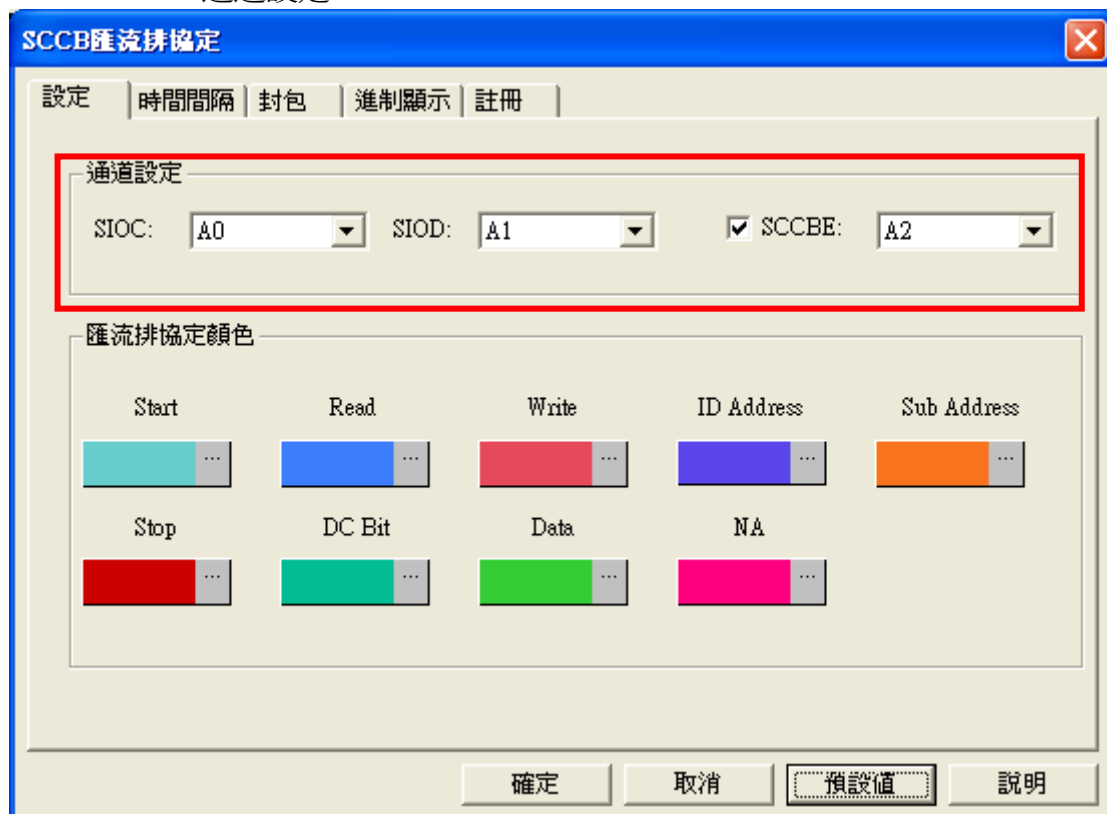 SCCB匯流排協定
設定 時間間隔 封包 進制顯示 註冊
通道設定
SIOC: A0 SIOD: A1 SCCBE: A2
匯流排協定顏色
Start Read Write ID Address Sub Address
... ... ... ... ...
Stop DC Bit Data NA
... ... ... ...
確定 取消 預設值 說明